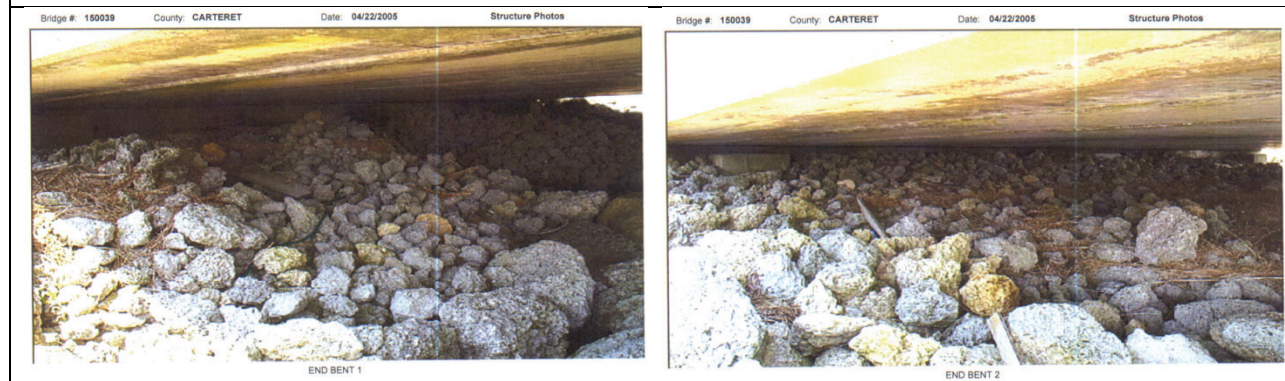 Bridge #: 150039 County: CARTERET Date: 04/22/2005 Structure Photos
END BENT 1
Bridge #: 150039 County: CARTERET Date: 04/22/2005 Structure Photos
END BENT 2